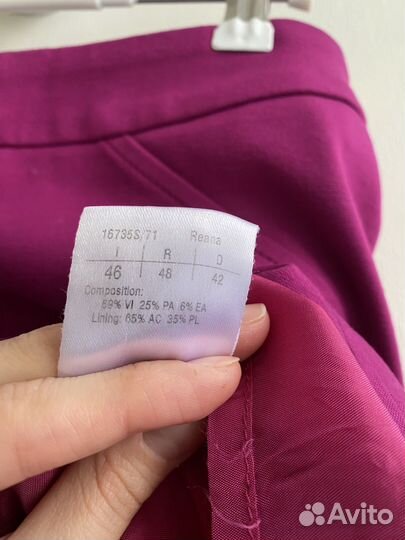 16735S/71 Reana
I R D
46 48 42
Composition:
69% VI 25% PA 6% EA
Lining: 65% AC 35% PL
Avito